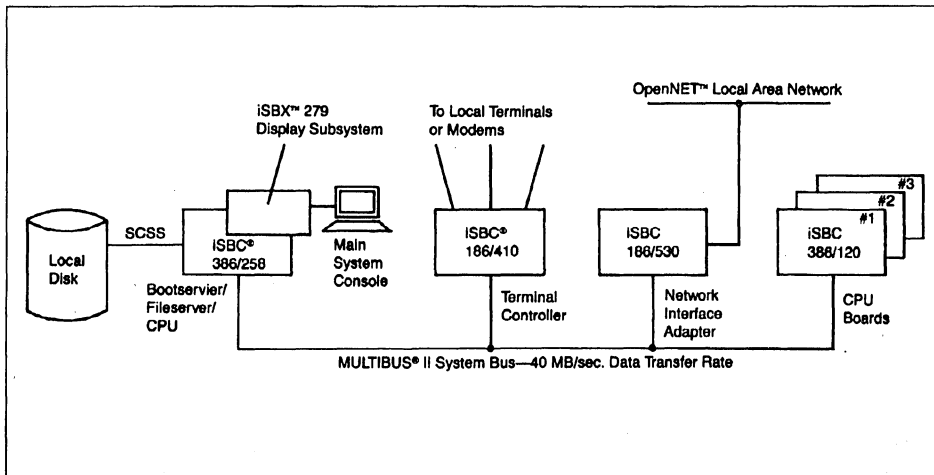 OpenNET™ Local Area Network
iSBX™ 279
Display Subsystem
To Local Terminals
or Modems
Local
Disk
SCSS
iSBC®
386/258
Bootservier/
Fileserver/
CPU
Main
System
Console
iSBC®
186/410
Terminal
Controller
iSBC
186/530
Network
Interface
Adapter
#3
#2
#1
iSBC
386/120
CPU
Boards
MULTIBUS® II System Bus—40 MB/sec. Data Transfer Rate